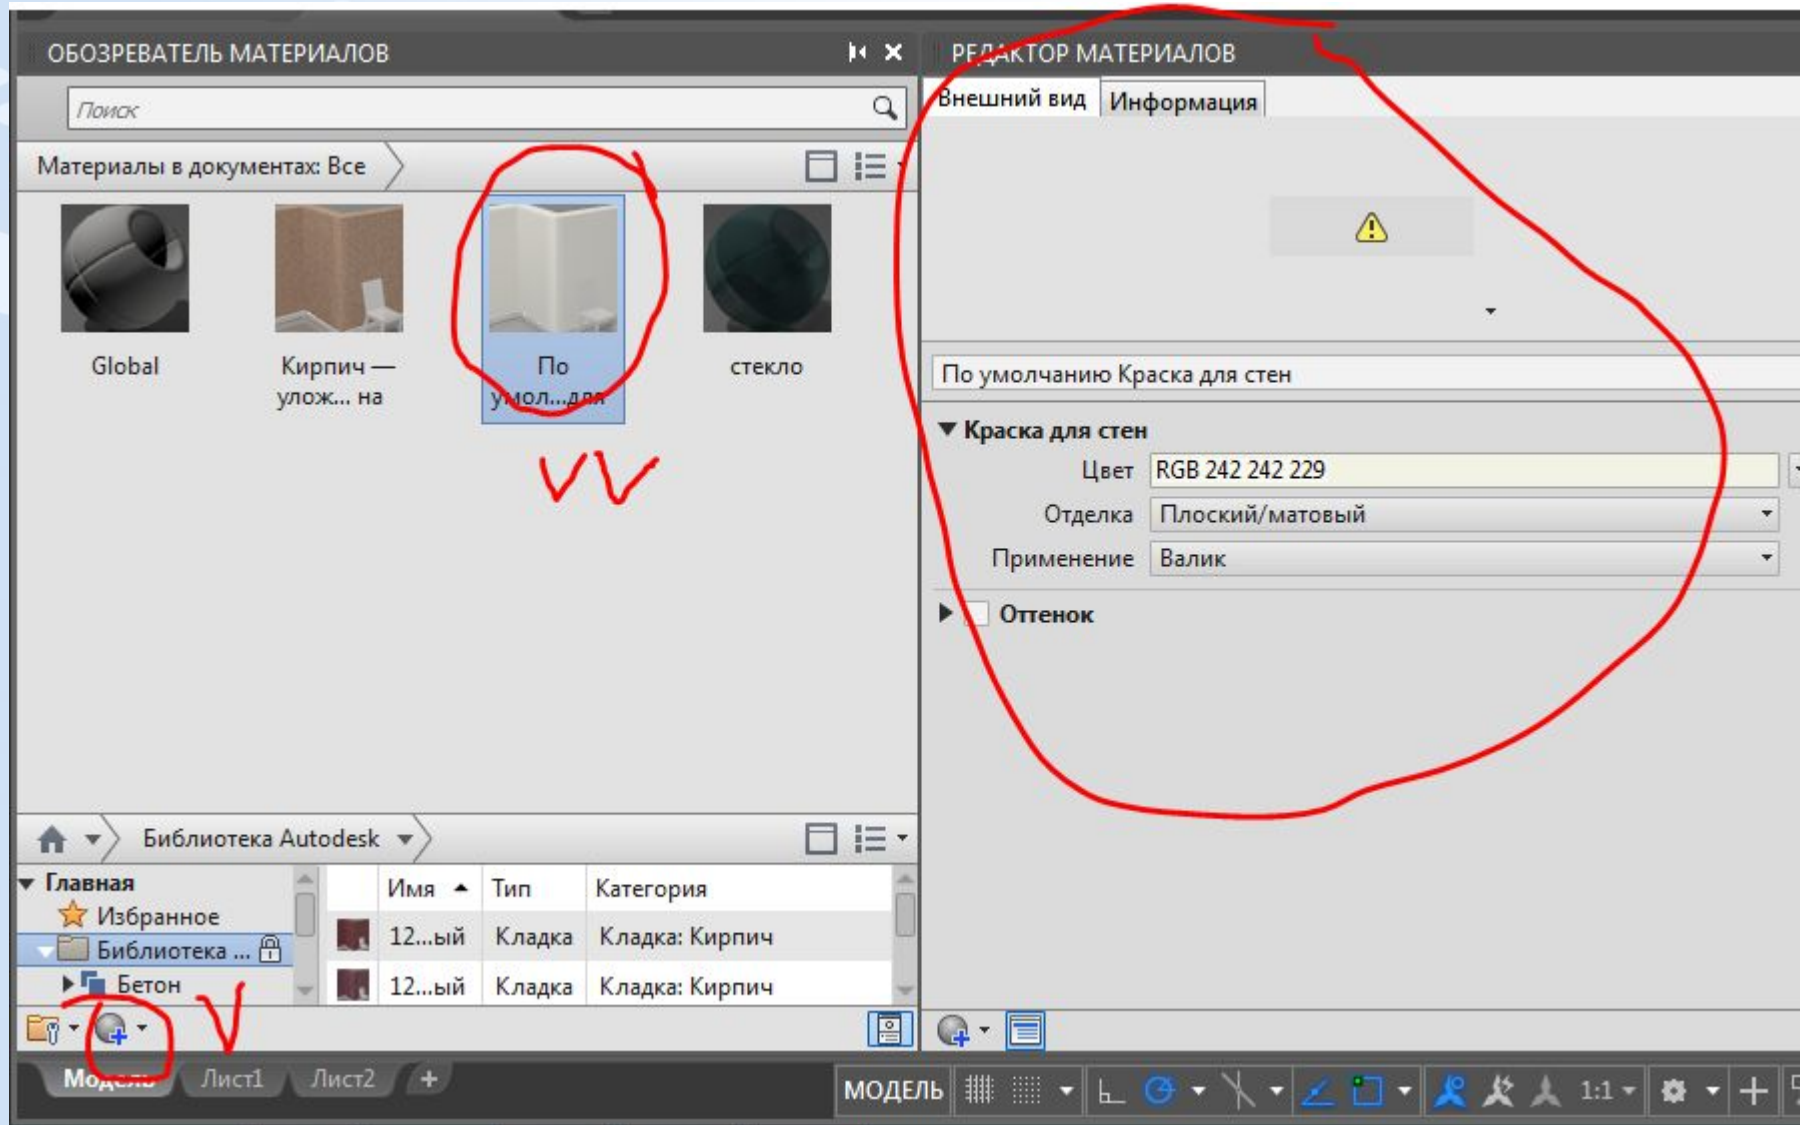 ОБОЗРЕВАТЕЛЬ МАТЕРИАЛОВ
Поиск
Материалы в документах: Все
Global
Кирпич —
улож... на
По
умол...для
стекло
Библиотека Autodesk
Главная
Избранное
Библиотека ...
Бетон
Имя Тип Категория
12...ый Кладка Кладка: Кирпич
12...ый Кладка Кладка: Кирпич
РЕДАКТОР МАТЕРИАЛОВ
Внешний вид Информация
По умолчанию Краска для стен
Краска для стен
Цвет RGB 242 242 229
Отделка Плоский/матовый
Применение Валик
Оттенок
Модель Лист1 Лист2 +
МОДЕЛЬ 1:1